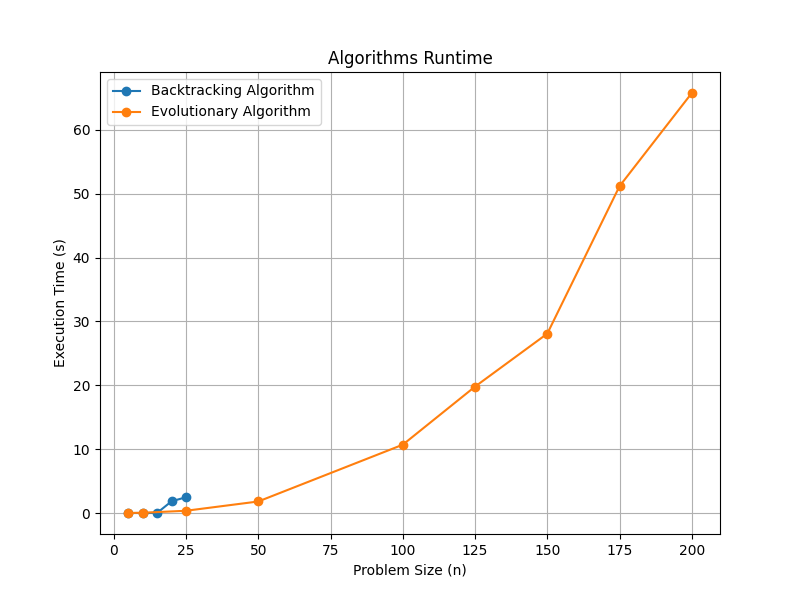 Algorithms Runtime
Backtracking Algorithm
Evolutionary Algorithm
Execution Time (s)
60
50
40
30
20
10
0
0 25 50 75 100 125 150 175 200
Problem Size (n)